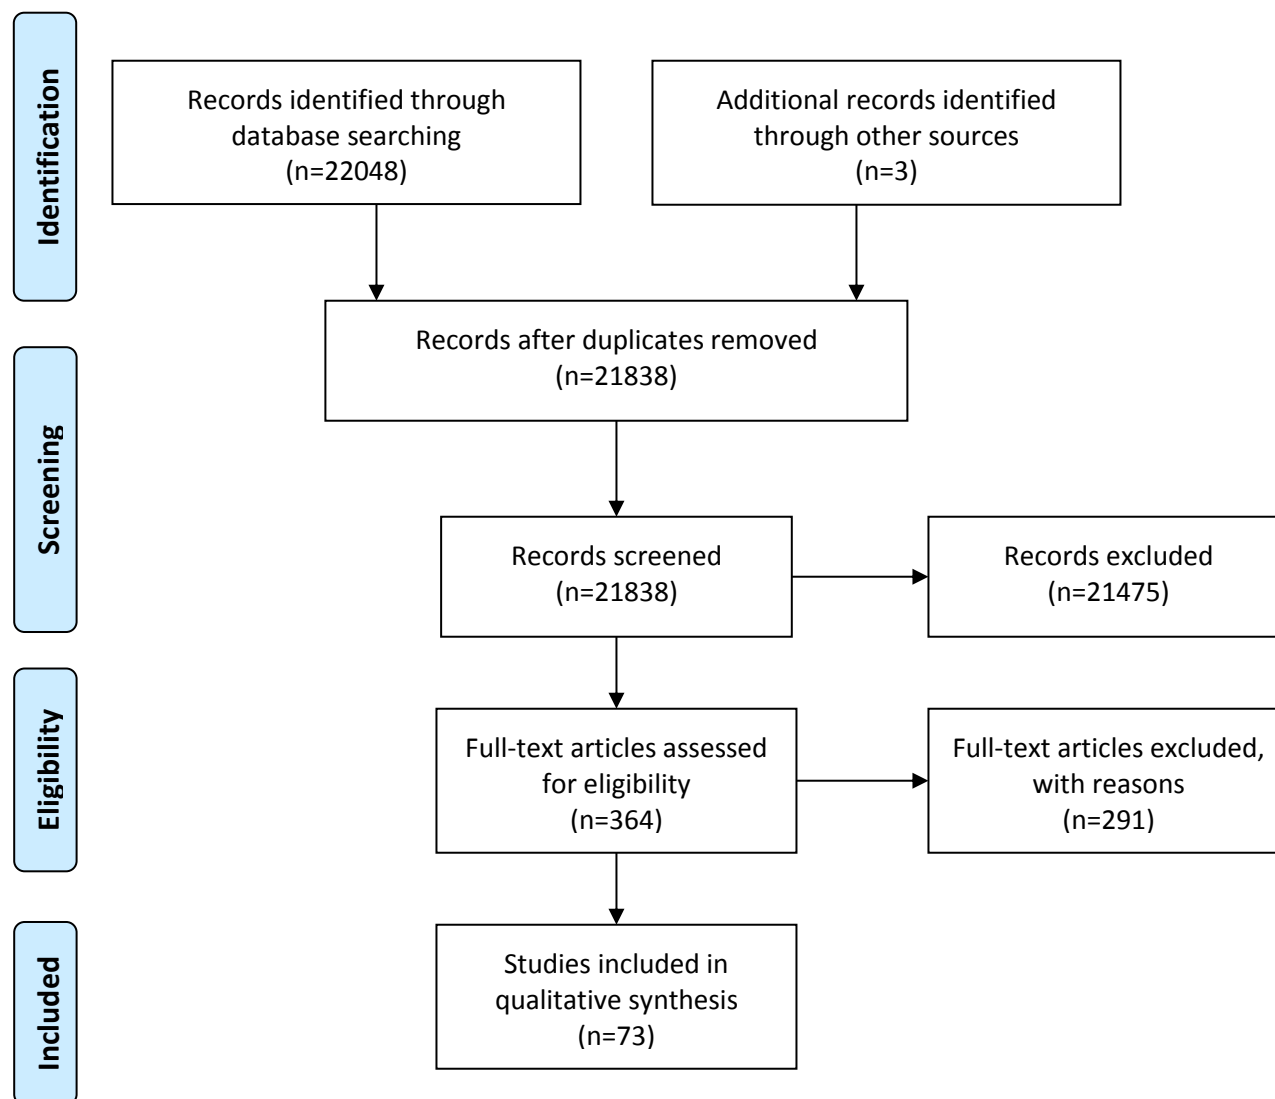 Identification
Records identified through
database searching
(n=22048)
Additional records identified
through other sources
(n=3)
Records after duplicates removed
(n=21838)
Screening
Records screened
(n=21838)
Records excluded
(n=21475)
Eligibility
Full-text articles assessed
for eligibility
(n=364)
Full-text articles excluded,
with reasons
(n=291)
Included
Studies included in
qualitative synthesis
(n=73)